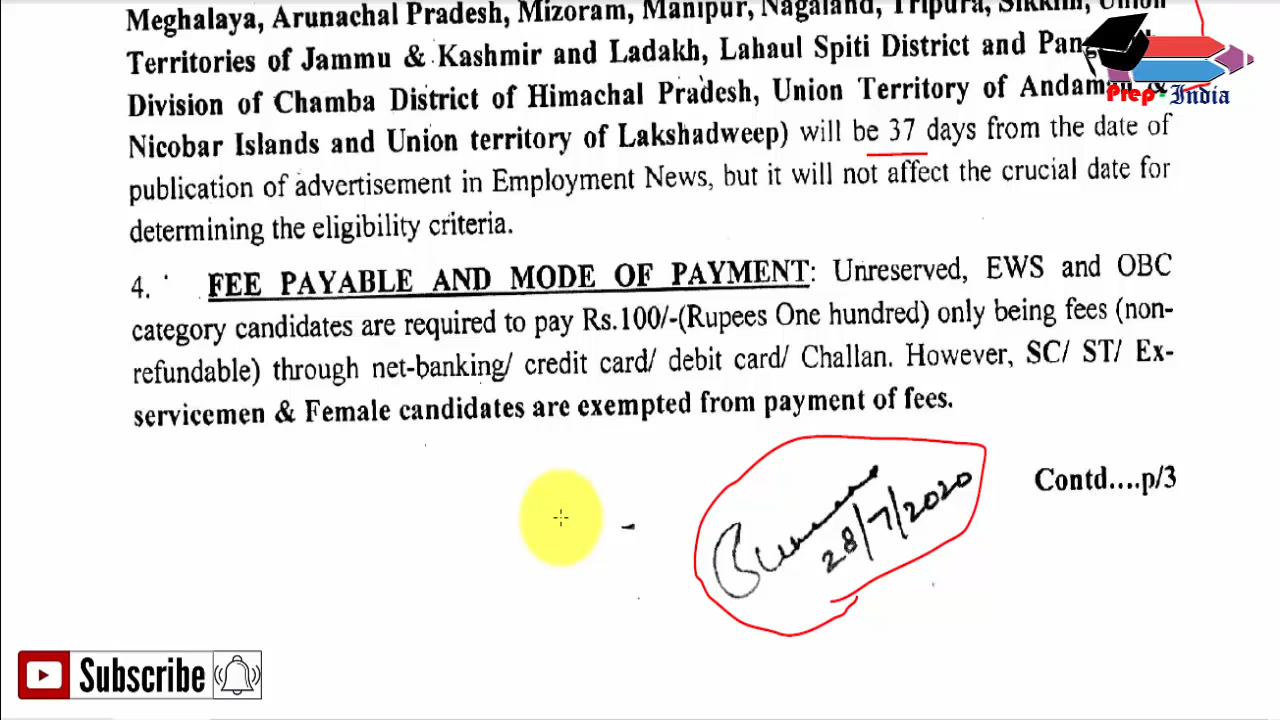 Meghalaya, Arunachal Pradesh, Mizoram, Manipur, Nagaland, Tripura, Sikkim, Union
Territories of Jammu & Kashmir and Ladakh, Lahaul Spiti District and
Division of Chamba District of Himachal Pradesh, Union Territory of Andaman &
Nicobar Islands and Union territory of Lakshadweep) will be 37 days from the date of
publication of advertisement in Employment News, but it will not affect the crucial date for
determining the eligibility criteria.
4. FEE PAYABLE AND MODE OF PAYMENT: Unreserved, EWS and OBC
category candidates are required to pay Rs.100/-(Rupees One hundred) only being fees (non-
refundable) through net-banking/ credit card/ debit card/ Challan. However, SC/ ST/ Ex-
servicemen & Female candidates are exempted from payment of fees.
Contd....p/3
28/7/2020
Prep India
Subscribe